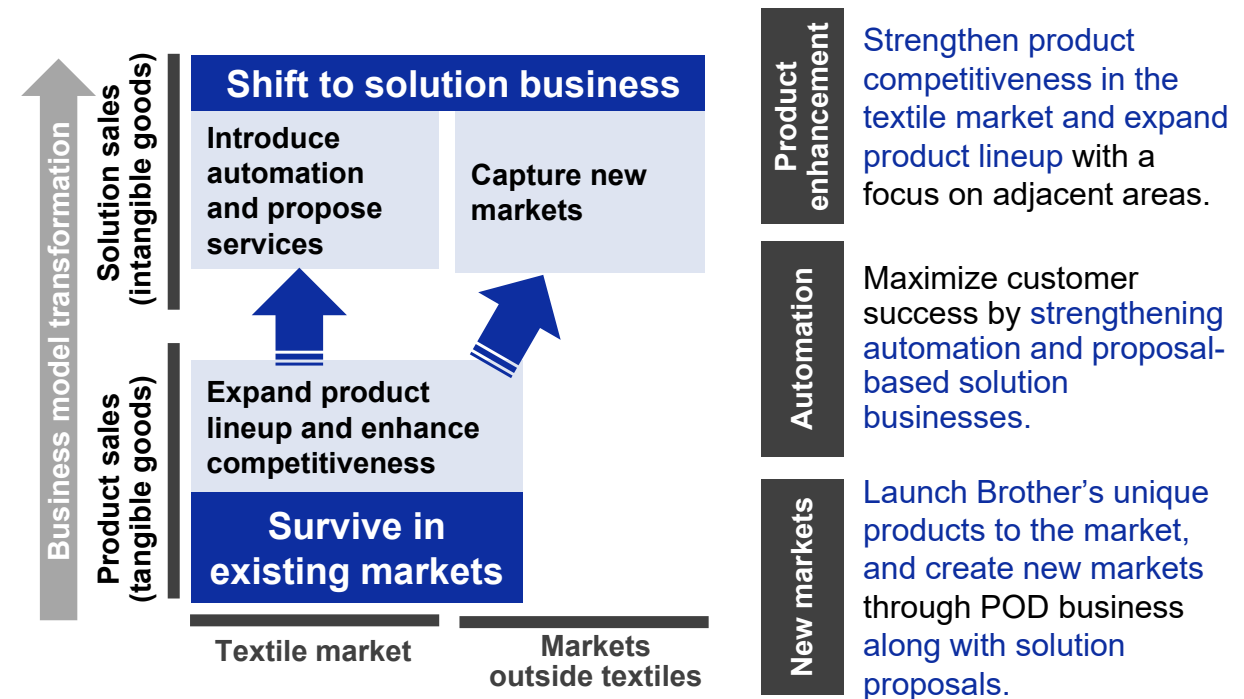 Business model transformation
Solution sales
(intangible goods)
Shift to solution business
Introduce
automation
and propose
services
Capture new
markets
Product sales
(tangible goods)
Expand product
lineup and enhance
competitiveness
Survive in
existing markets
Textile market
Markets
outside textiles
Product
enhancement
Strengthen product
competitiveness in the
textile market and expand
product lineup with a
focus on adjacent areas.
Automation
Maximize customer
success by strengthening
automation and proposal-
based solution
businesses.
New markets
Launch Brother’s unique
products to the market,
and create new markets
through POD business
along with solution
proposals.